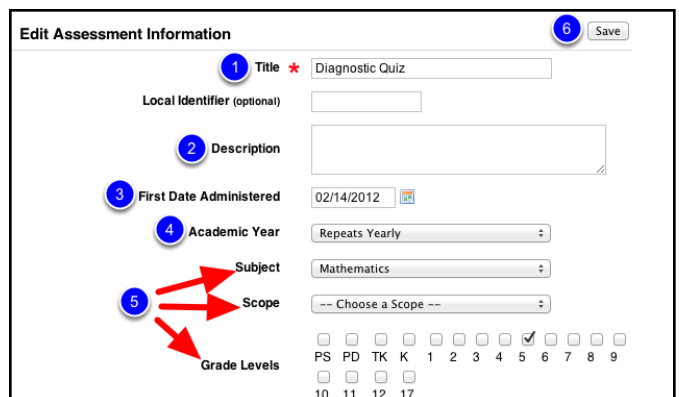 Edit Assessment Information 6 Save
1 Title * Diagnostic Quiz
Local Identifier (optional)
2 Description
3 First Date Administered 02/14/2012
4 Academic Year Repeats Yearly
Subject Mathematics
5 Scope -- Choose a Scope --
Grade Levels
PS PD TK K 1 2 3 4 5 6 7 8 9
10 11 12 17